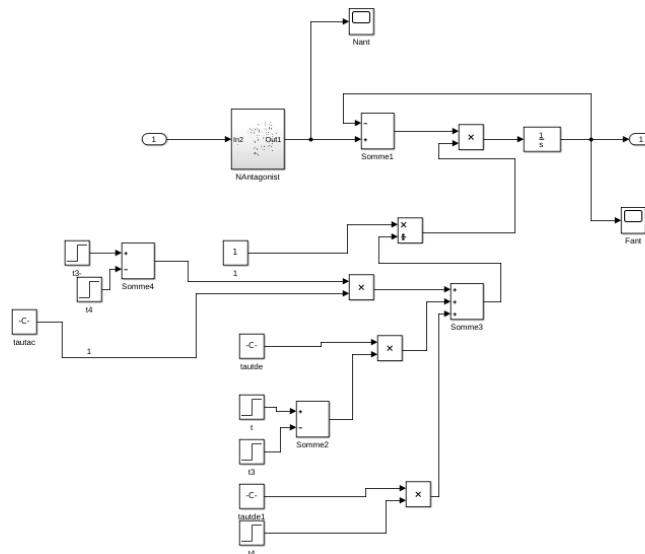 Nant
1
In2
Out1
NAntagonist
Somme1
1
s
1
Fant
t3-
t4
Somme4
1
1
-C-
tautac
1
Somme3
-C-
tautde
t
t3
Somme2
-C-
tautde1
t4